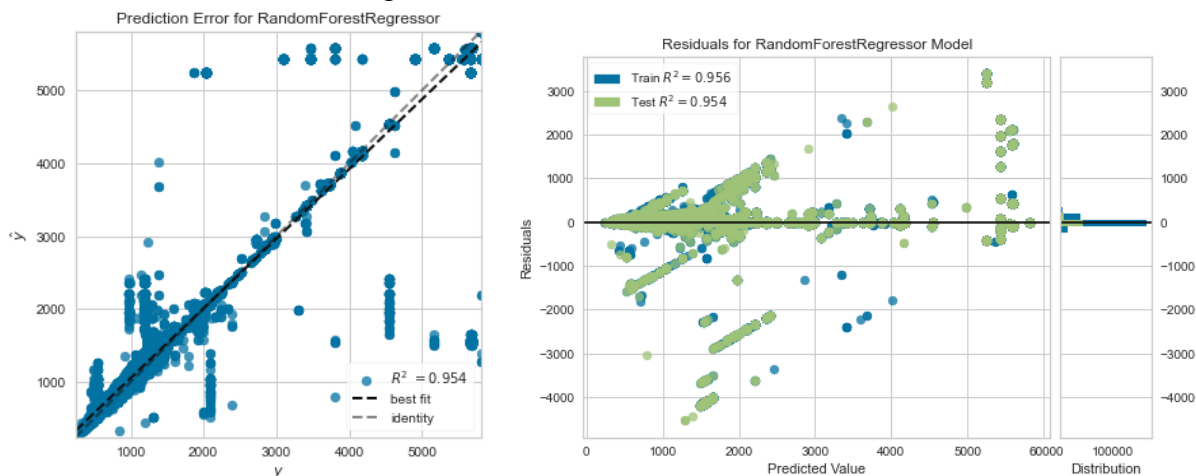 Prediction Error for RandomForestRegressor
ŷ
5000
4000
3000
2000
1000
R² = 0.954
best fit
identity
1000 2000 3000 4000 5000
y
Residuals for RandomForestRegressor Model
Train R² = 0.956
Test R² = 0.954
Residuals
3000
2000
1000
0
−1000
−2000
−3000
−4000
0 1000 2000 3000 4000 5000 6000
Predicted Value
3000
2000
1000
0
−1000
−2000
−3000
−4000
0 100000
Distribution